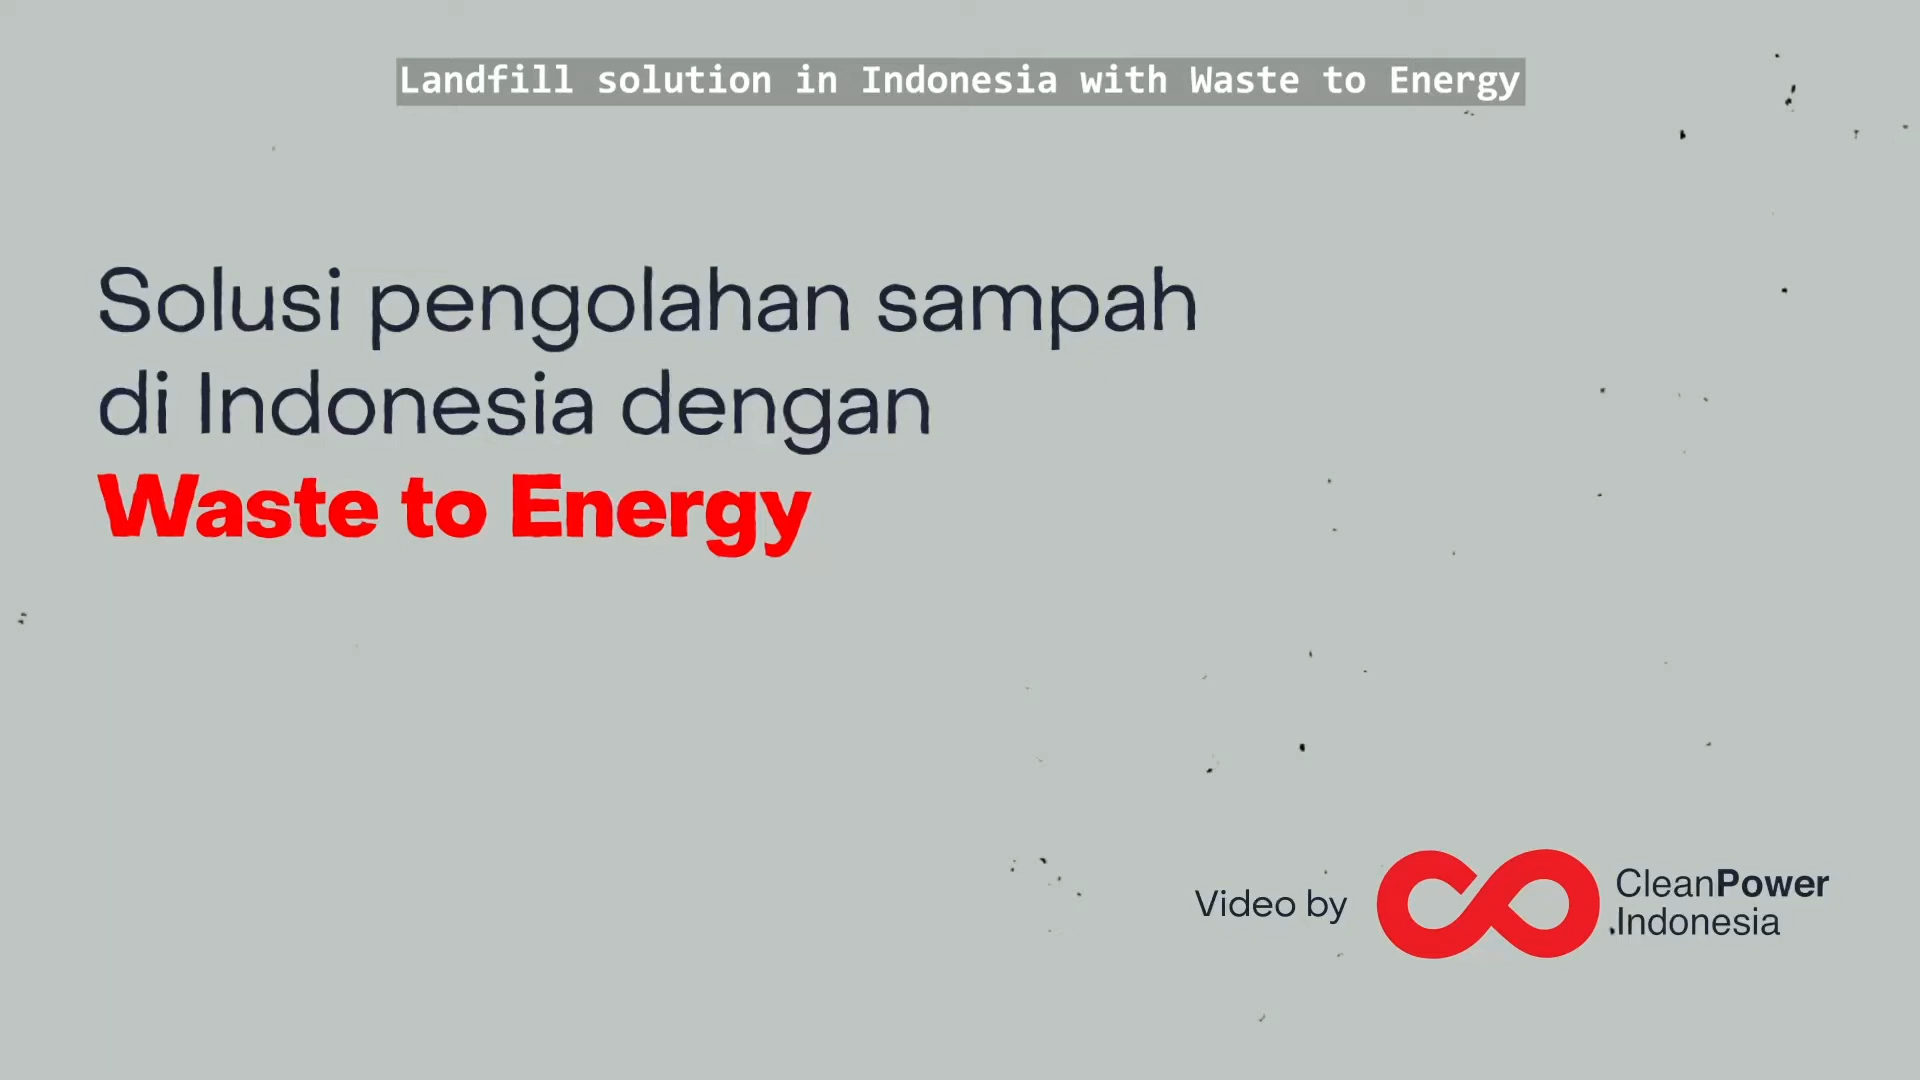 Landfill solution in Indonesia with Waste to Energy
Solusi pengolahan sampah
di Indonesia dengan
Waste to Energy
Video by
CleanPower
Indonesia